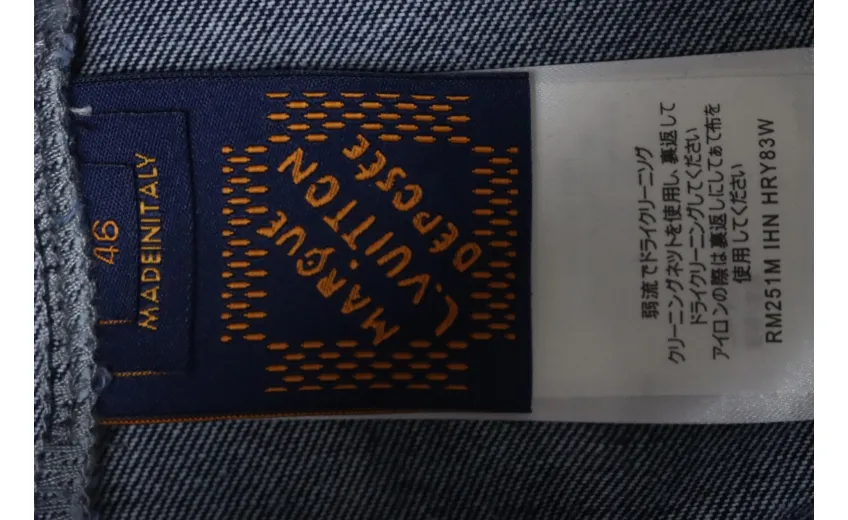 MARQUE
L.VUITTON
DÉPOSÉE
46
MADEINITALY
弱流でドライクリーニング
クリーニングネットを使用し、裏返して
ドライクリーニングしてください
アイロンの際は裏返しにしてあて布を
使用してください
RM251M IHN HRY83W